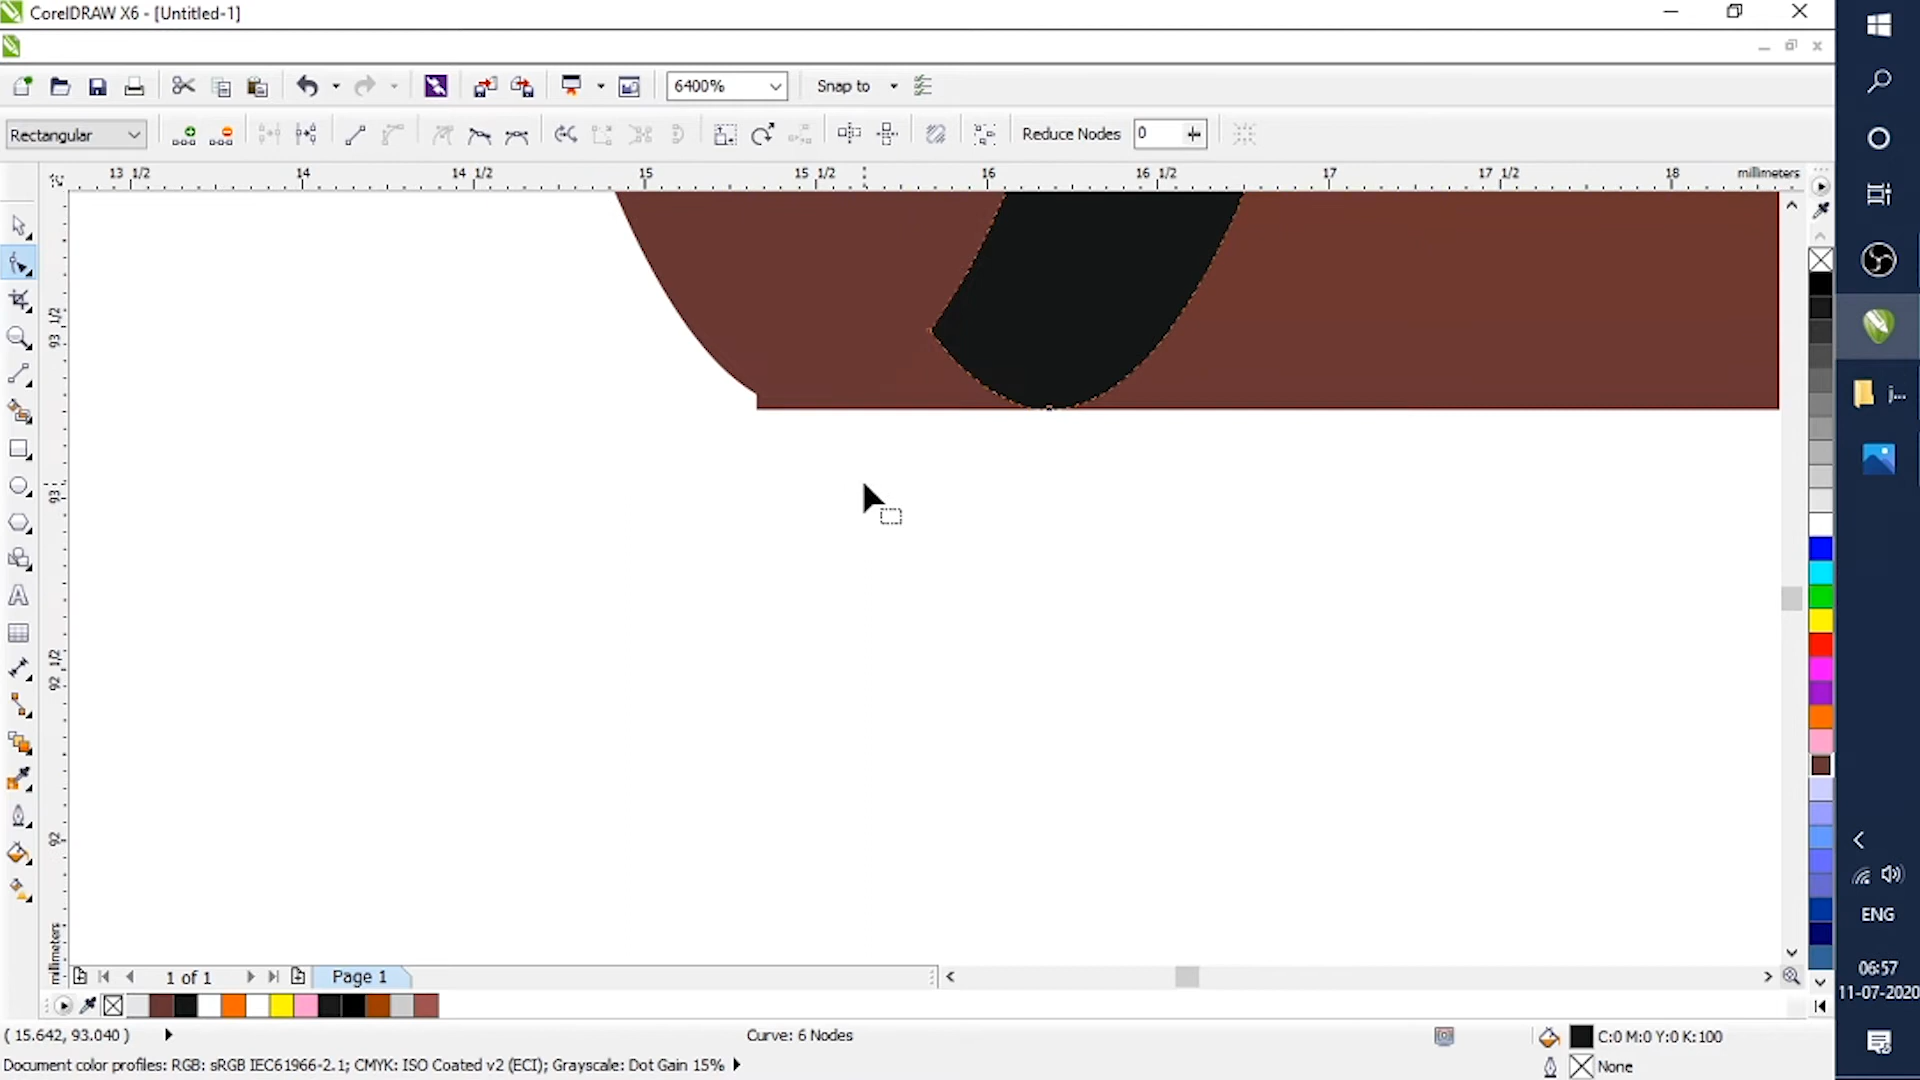 CorelDRAW X6 - [Untitled-1]
6400%
Snap to
Rectangular
Reduce Nodes
0
13 1/2
14
14 1/2
15
15 1/2
16
16 1/2
17
17 1/2
18
millimeters
93 1/2
93
92 1/2
92
millimeters
j...
ENG
06:57
11-07-2020
1 of 1
Page 1
( 15.642, 93.040 )
Curve: 6 Nodes
C:0 M:0 Y:0 K:100
Document color profiles: RGB: sRGB IEC61966-2.1; CMYK: ISO Coated v2 (ECI); Grayscale: Dot Gain 15%
None